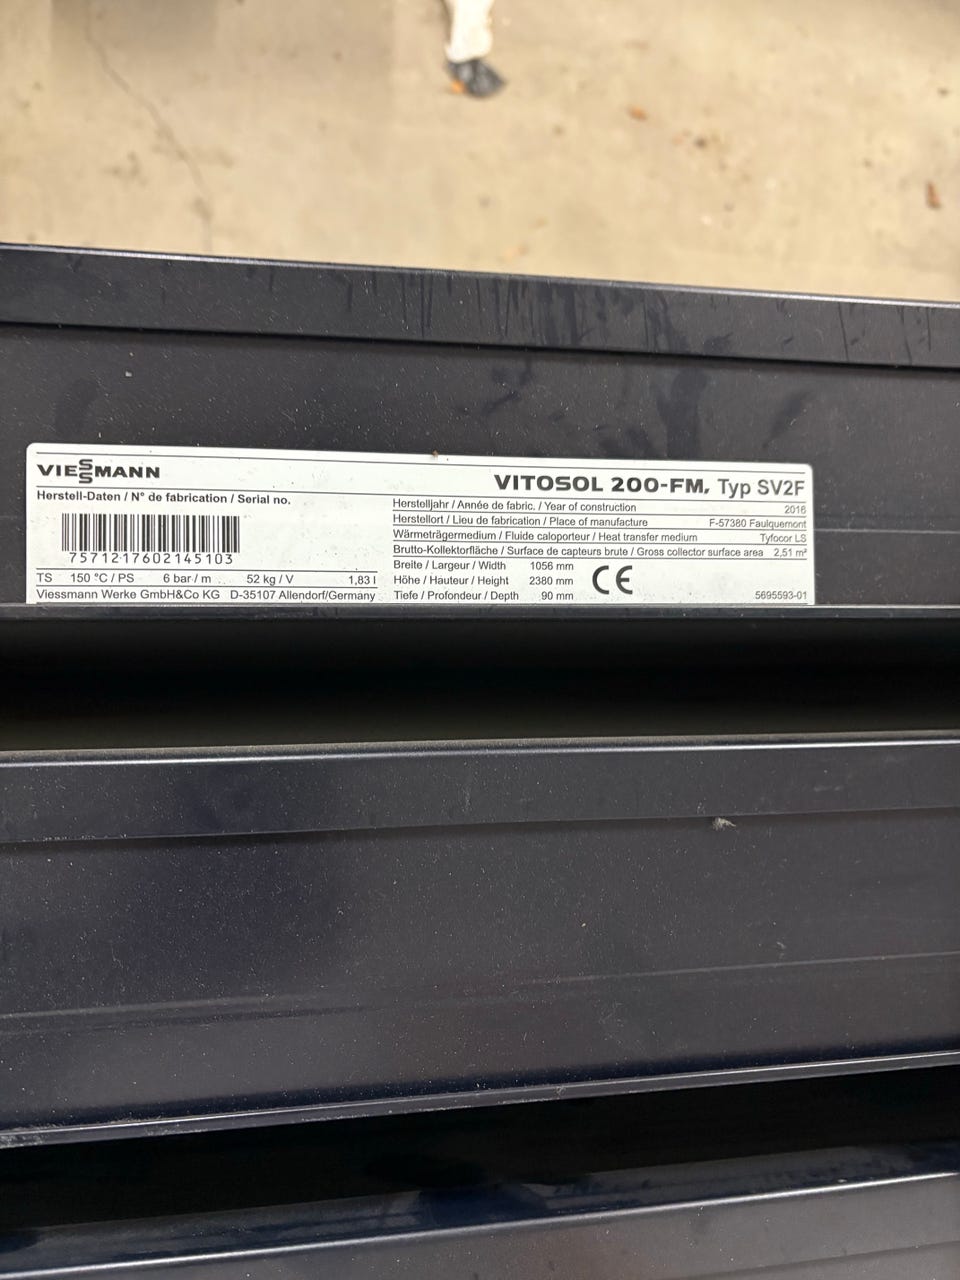 VIESSMANN
VITOSOL 200-FM, Typ SV2F
Herstell-Daten / N° de fabrication / Serial no.
7571217602145103
TS 150 °C / PS 6 bar / m 52 kg / V 1,83 l
Viessmann Werke GmbH&Co KG D-35107 Allendorf/Germany
Herstelljahr / Année de fabric. / Year of construction 2016
Herstellort / Lieu de fabrication / Place of manufacture F-57380 Faulquemont
Wärmeträgermedium / Fluide caloporteur / Heat transfer medium Tyfocor LS
Brutto-Kollektorfläche / Surface de capteurs brute / Gross collector surface area 2,51 m²
Breite / Largeur / Width 1056 mm
Höhe / Hauteur / Height 2380 mm
Tiefe / Profondeur / Depth 90 mm
CE
5695593-01